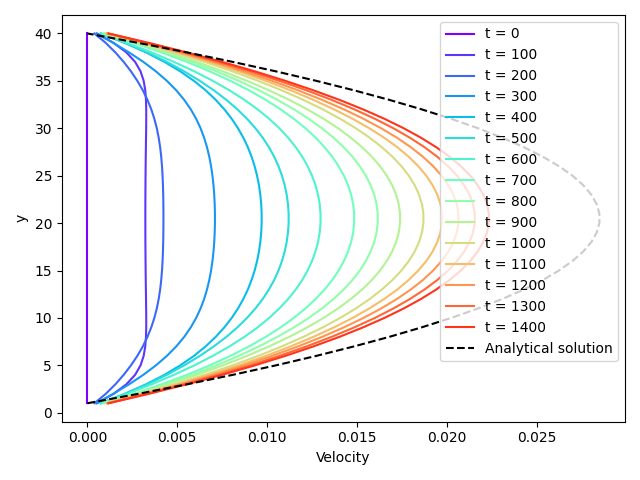 40
35
30
25
20
15
10
5
0
y
0.000 0.005 0.010 0.015 0.020 0.025
Velocity
t = 0
t = 100
t = 200
t = 300
t = 400
t = 500
t = 600
t = 700
t = 800
t = 900
t = 1000
t = 1100
t = 1200
t = 1300
t = 1400
Analytical solution